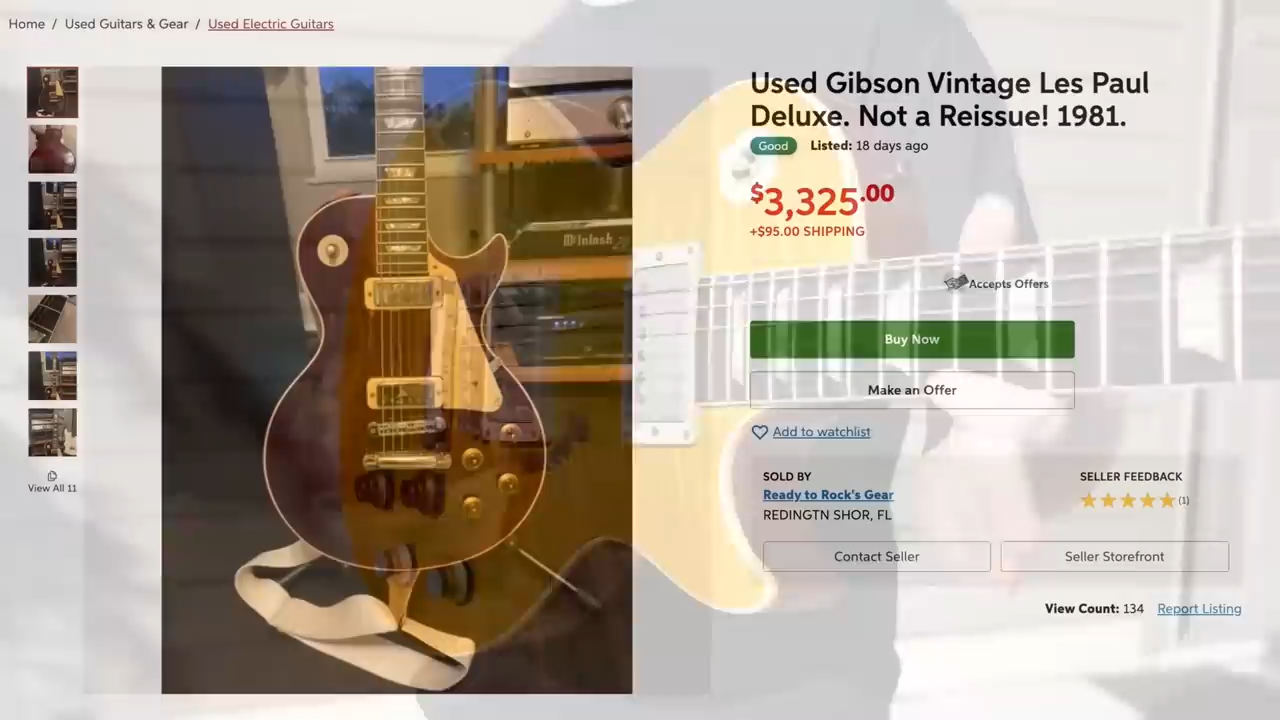 Home / Used Guitars & Gear / Used Electric Guitars
Used Gibson Vintage Les Paul
Deluxe. Not a Reissue! 1981.
Good Listed: 18 days ago
$3,325.00
+$95.00 SHIPPING
McIntosh
Accepts Offers
Buy Now
Make an Offer
Add to watchlist
SOLD BY
SELLER FEEDBACK
Ready to Rock's Gear
(1)
REDINGTN SHOR, FL
View All 11
Contact Seller
Seller Storefront
View Count: 134 Report Listing